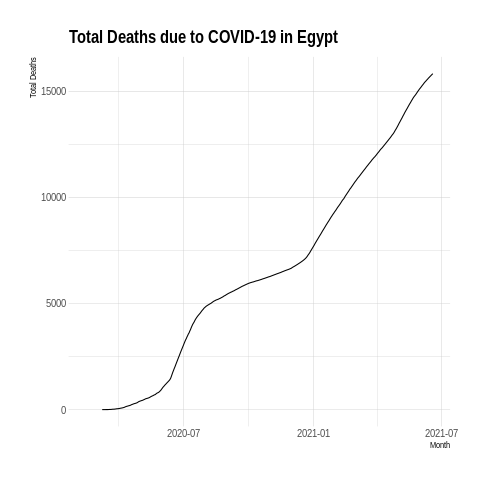 Total Deaths due to COVID-19 in Egypt
Total Deaths
15000
10000
5000
0
2020-07
2021-01
2021-07
Month